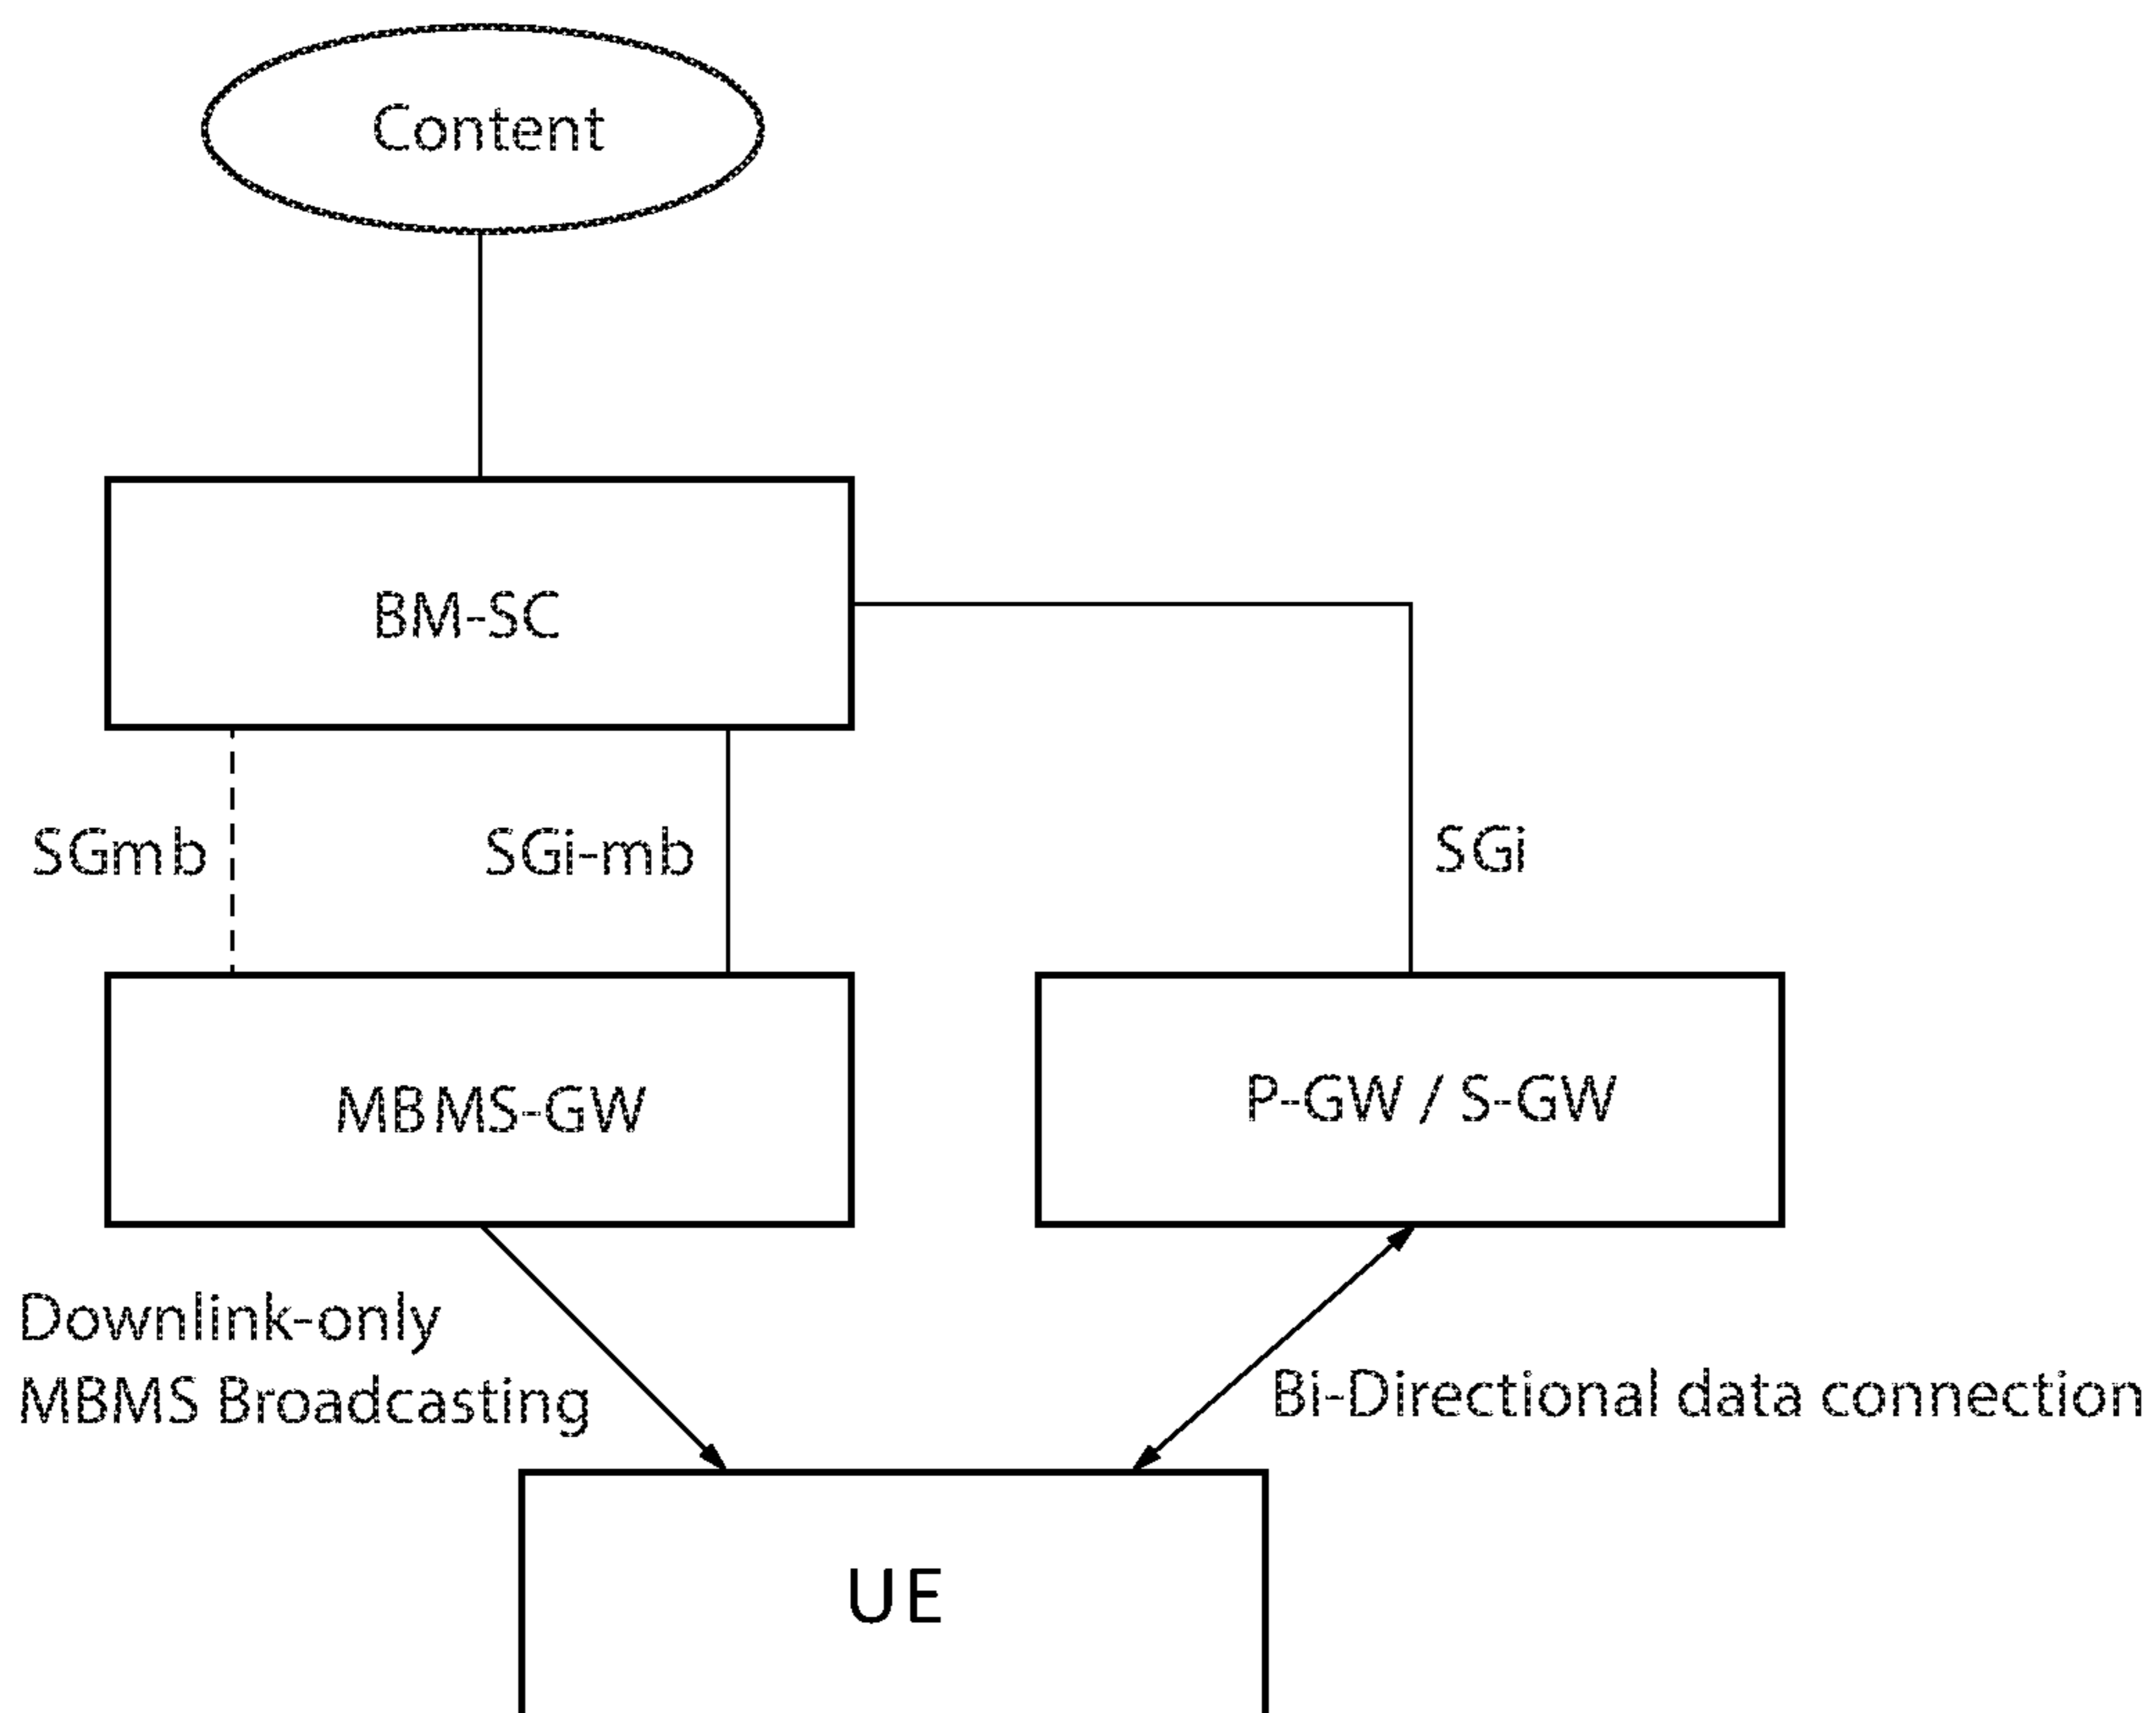 Content
BM-SC
SGmb
SGi-mb
SGi
MBMS-GW
P-GW / S-GW
Downlink-only
MBMS Broadcasting
Bi-Directional data connection
UE